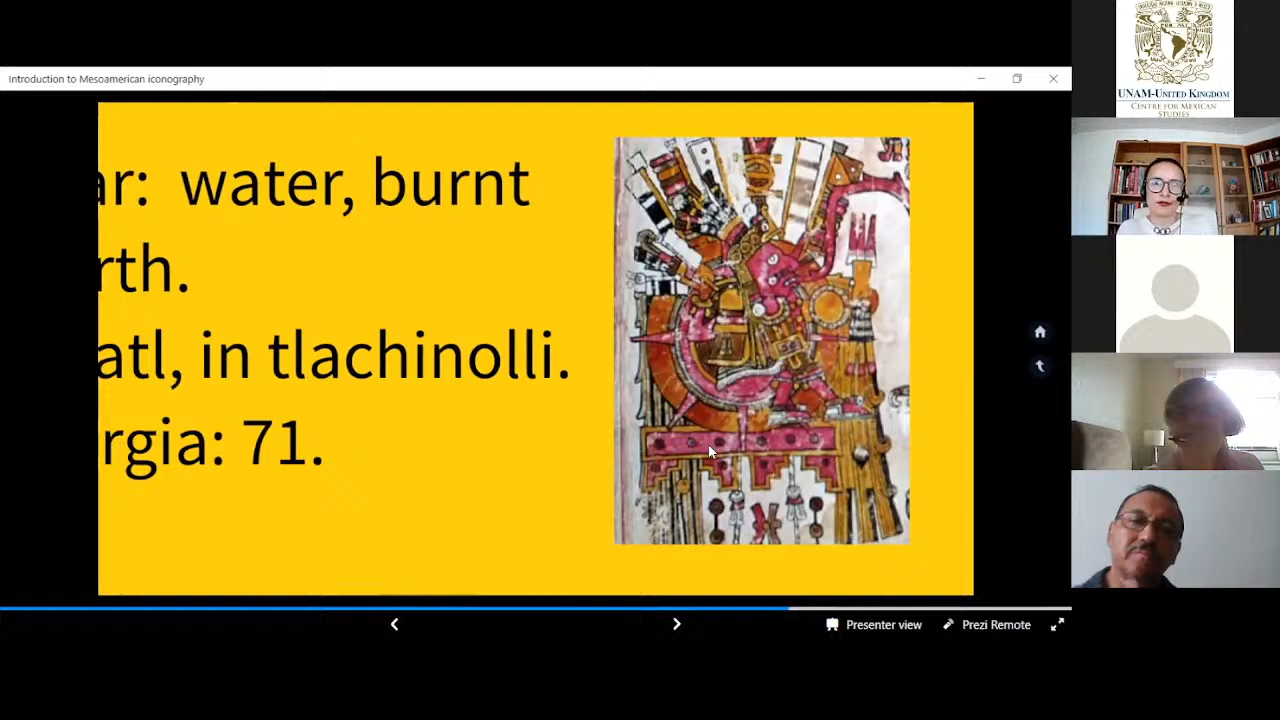 Introduction to Mesoamerican iconography
ar: water, burnt
rth.
atl, in tlachinolli.
rgia: 71.
Presenter view
Prezi Remote
UNAM-UNITED KINGDOM
CENTRE FOR MEXICAN
STUDIES